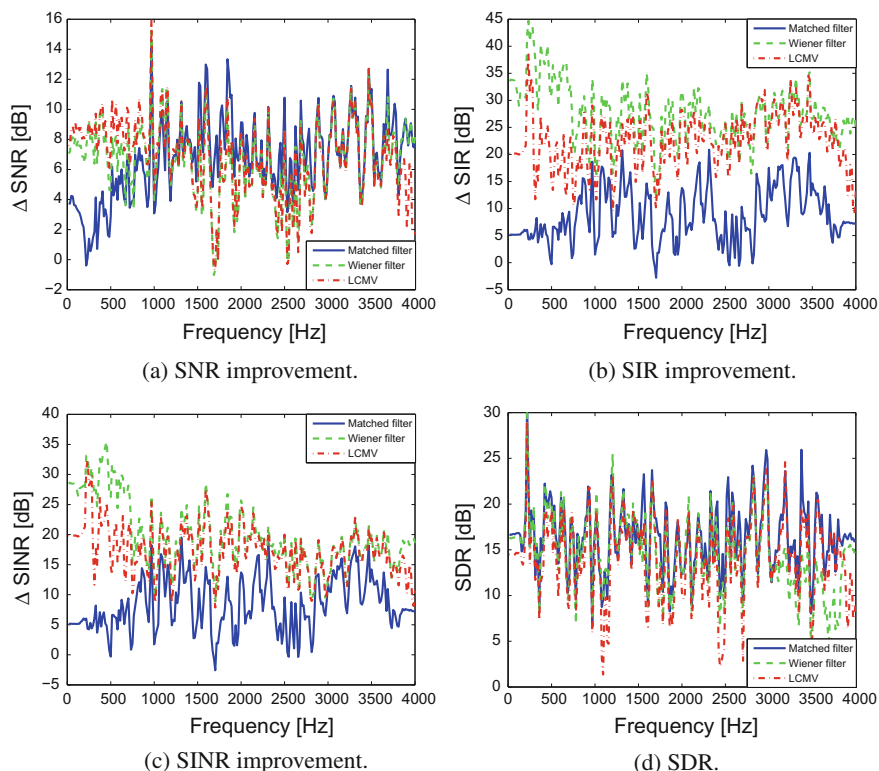 16
14
12
10
8
6
4
2
0
−2
0 500 1000 1500 2000 2500 3000 3500 4000
Δ SNR [dB]
Frequency [Hz]
Matched filter
Wiener filter
LCMV
(a) SNR improvement.
45
40
35
30
25
20
15
10
5
0
−5
0 500 1000 1500 2000 2500 3000 3500 4000
Δ SIR [dB]
Frequency [Hz]
Matched filter
Wiener filter
LCMV
(b) SIR improvement.
40
35
30
25
20
15
10
5
0
−5
0 500 1000 1500 2000 2500 3000 3500 4000
Δ SINR [dB]
Frequency [Hz]
Matched filter
Wiener filter
LCMV
(c) SINR improvement.
30
25
20
15
10
5
0
0 500 1000 1500 2000 2500 3000 3500 4000
SDR [dB]
Frequency [Hz]
Matched filter
Wiener filter
LCMV
(d) SDR.